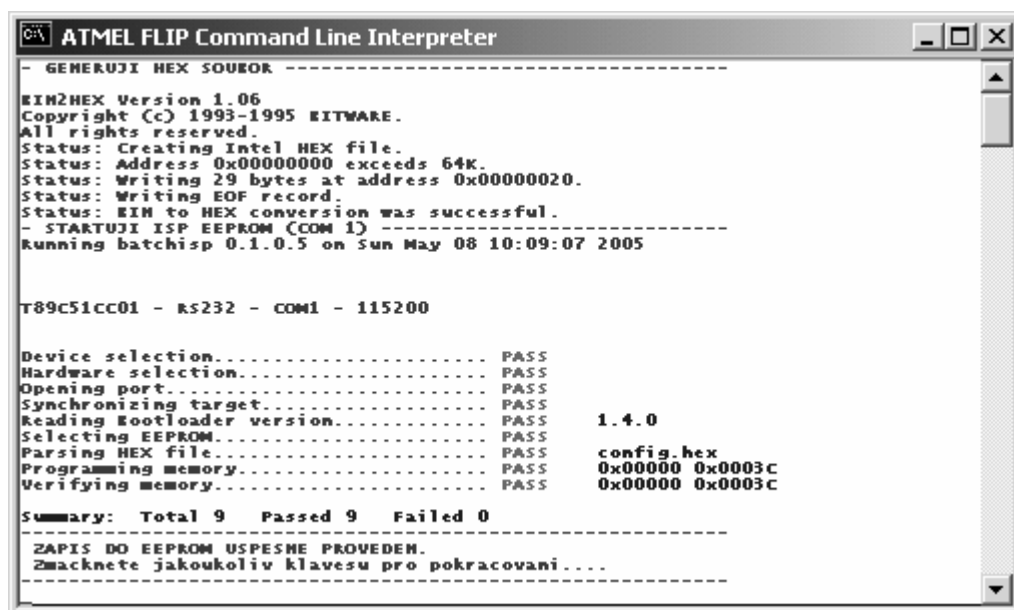 ATMEL FLIP Command Line Interpreter
- GENERUJI HEX SOUBOR -------------------------------------
BIN2HEX Version 1.06
Copyright (c) 1993-1995 BITWARE.
All rights reserved.
Status: Creating Intel HEX file.
Status: Address 0x00000000 exceeds 64K.
Status: Writing 29 bytes at address 0x00000020.
Status: Writing EOF record.
Status: BIN to HEX conversion was successful.
- STARTUJI ISP EEPROM (COM 1) -----------------------------
Running batchisp 0.1.0.5 on Sun May 08 10:09:07 2005
T89C51CC01 - RS232 - COM1 - 115200
Device selection....................... PASS
Hardware selection..................... PASS
Opening port........................... PASS
Synchronizing target................... PASS
Reading Bootloader version............. PASS 1.4.0
Selecting EEPROM....................... PASS
Parsing HEX file....................... PASS config.hex
Programming memory..................... PASS 0x00000 0x0003c
Verifying memory....................... PASS 0x00000 0x0003c
Summary: Total 9 Passed 9 Failed 0
-----------------------------------------------------------
ZAPIS DO EEPROM USPESNE PROVEDEN.
Zmacknete jakoukoliv klavesu pro pokracovani....
-----------------------------------------------------------